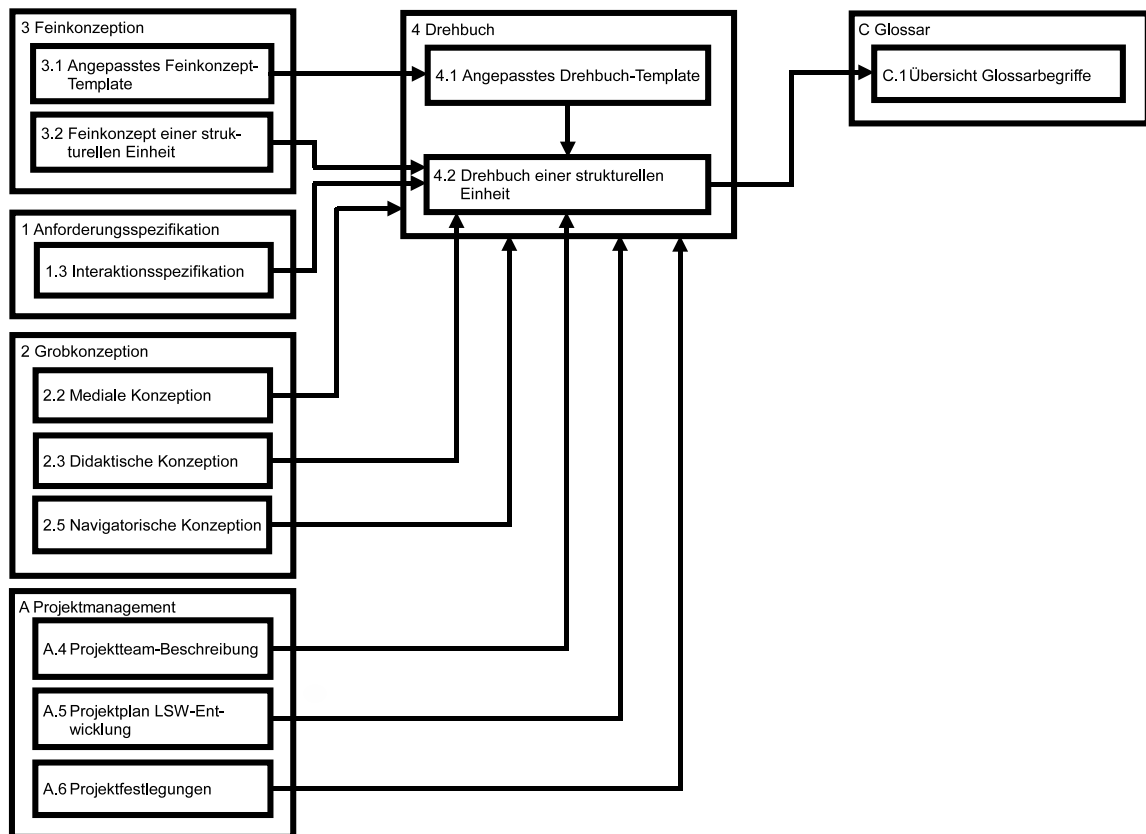 3 Feinkonzeption
3.1 Angepasstes Feinkonzept-
Template
3.2 Feinkonzept einer struk-
turellen Einheit
1 Anforderungsspezifikation
1.3 Interaktionsspezifikation
2 Grobkonzeption
2.2 Mediale Konzeption
2.3 Didaktische Konzeption
2.5 Navigatorische Konzeption
A Projektmanagement
A.4 Projektteam-Beschreibung
A.5 Projektplan LSW-Ent-
wicklung
A.6 Projektfestlegungen
4 Drehbuch
4.1 Angepasstes Drehbuch-Template
4.2 Drehbuch einer strukturellen
Einheit
C Glossar
C.1 Übersicht Glossarbegriffe